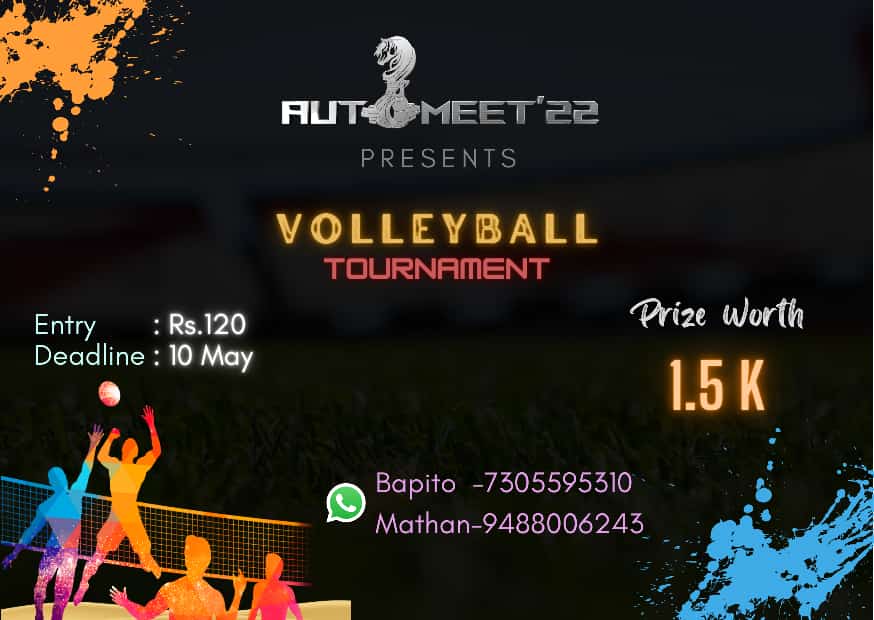 AUTOMEET'22
PRESENTS
VOLLEYBALL
TOURNAMENT
Entry : Rs.120
Deadline : 10 May
Prize Worth
1.5 K
Bapito -7305595310
Mathan-9488006243